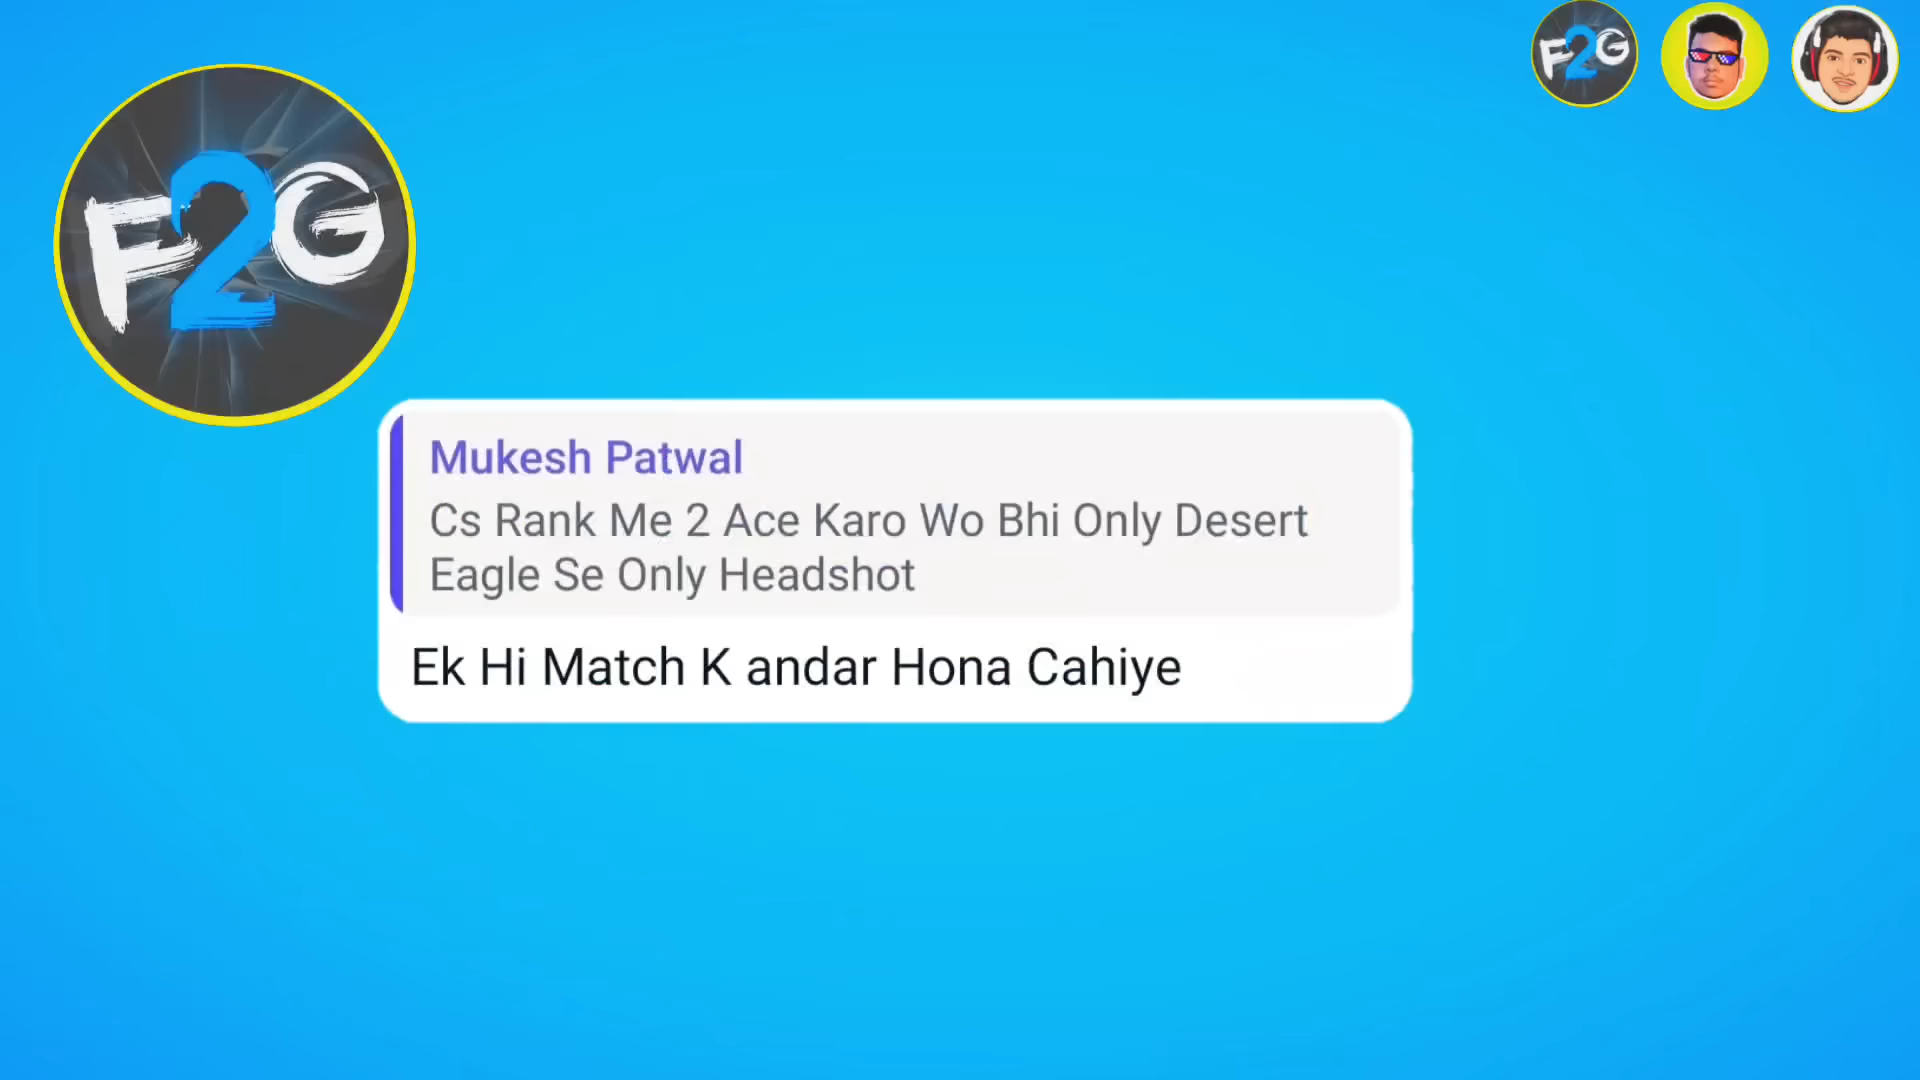 F2G
F2G
Mukesh Patwal
Cs Rank Me 2 Ace Karo Wo Bhi Only Desert
Eagle Se Only Headshot
Ek Hi Match K andar Hona Cahiye